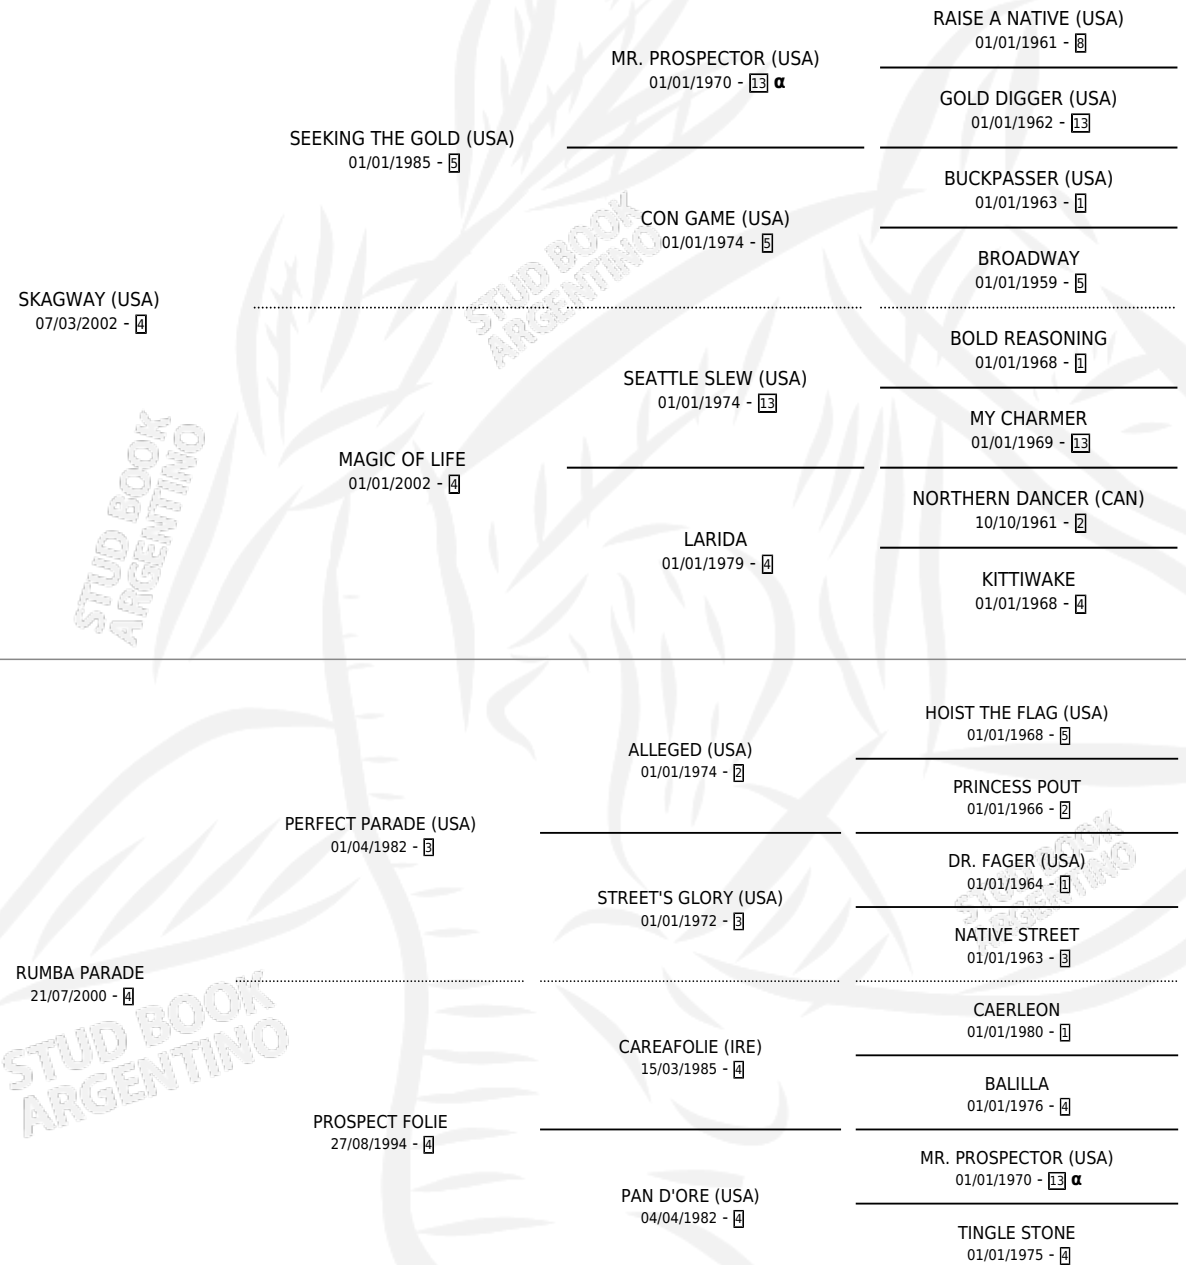 RAISE A NATIVE (USA)
01/01/1961 - 8
MR. PROSPECTOR (USA)
01/01/1970 - 13 α
GOLD DIGGER (USA)
01/01/1962 - 13
SEEKING THE GOLD (USA)
01/01/1985 - 5
BUCKPASSER (USA)
01/01/1963 - 1
CON GAME (USA)
01/01/1974 - 5
BROADWAY
01/01/1959 - 5
SKAGWAY (USA)
07/03/2002 - 4
BOLD REASONING
01/01/1968 - 1
SEATTLE SLEW (USA)
01/01/1974 - 13
MY CHARMER
01/01/1969 - 13
MAGIC OF LIFE
01/01/2002 - 4
NORTHERN DANCER (CAN)
10/10/1961 - 2
LARIDA
01/01/1979 - 4
KITTIWAKE
01/01/1968 - 4
HOIST THE FLAG (USA)
01/01/1968 - 5
ALLEGED (USA)
01/01/1974 - 2
PRINCESS POUT
01/01/1966 - 2
PERFECT PARADE (USA)
01/04/1982 - 3
DR. FAGER (USA)
01/01/1964 - 1
STREET'S GLORY (USA)
01/01/1972 - 3
NATIVE STREET
01/01/1963 - 3
RUMBA PARADE
21/07/2000 - 4
CAERLEON
01/01/1980 - 1
CAREAFOLIE (IRE)
15/03/1985 - 4
BALILLA
01/01/1976 - 4
PROSPECT FOLIE
27/08/1994 - 4
MR. PROSPECTOR (USA)
01/01/1970 - 13 α
PAN D'ORE (USA)
04/04/1982 - 4
TINGLE STONE
01/01/1975 - 4
STUD BOOK
ARGENTINO
STUD BOOK
ARGENTINO
STUD BOOK
ARGENTINO
STUD BOOK
ARGENTINO